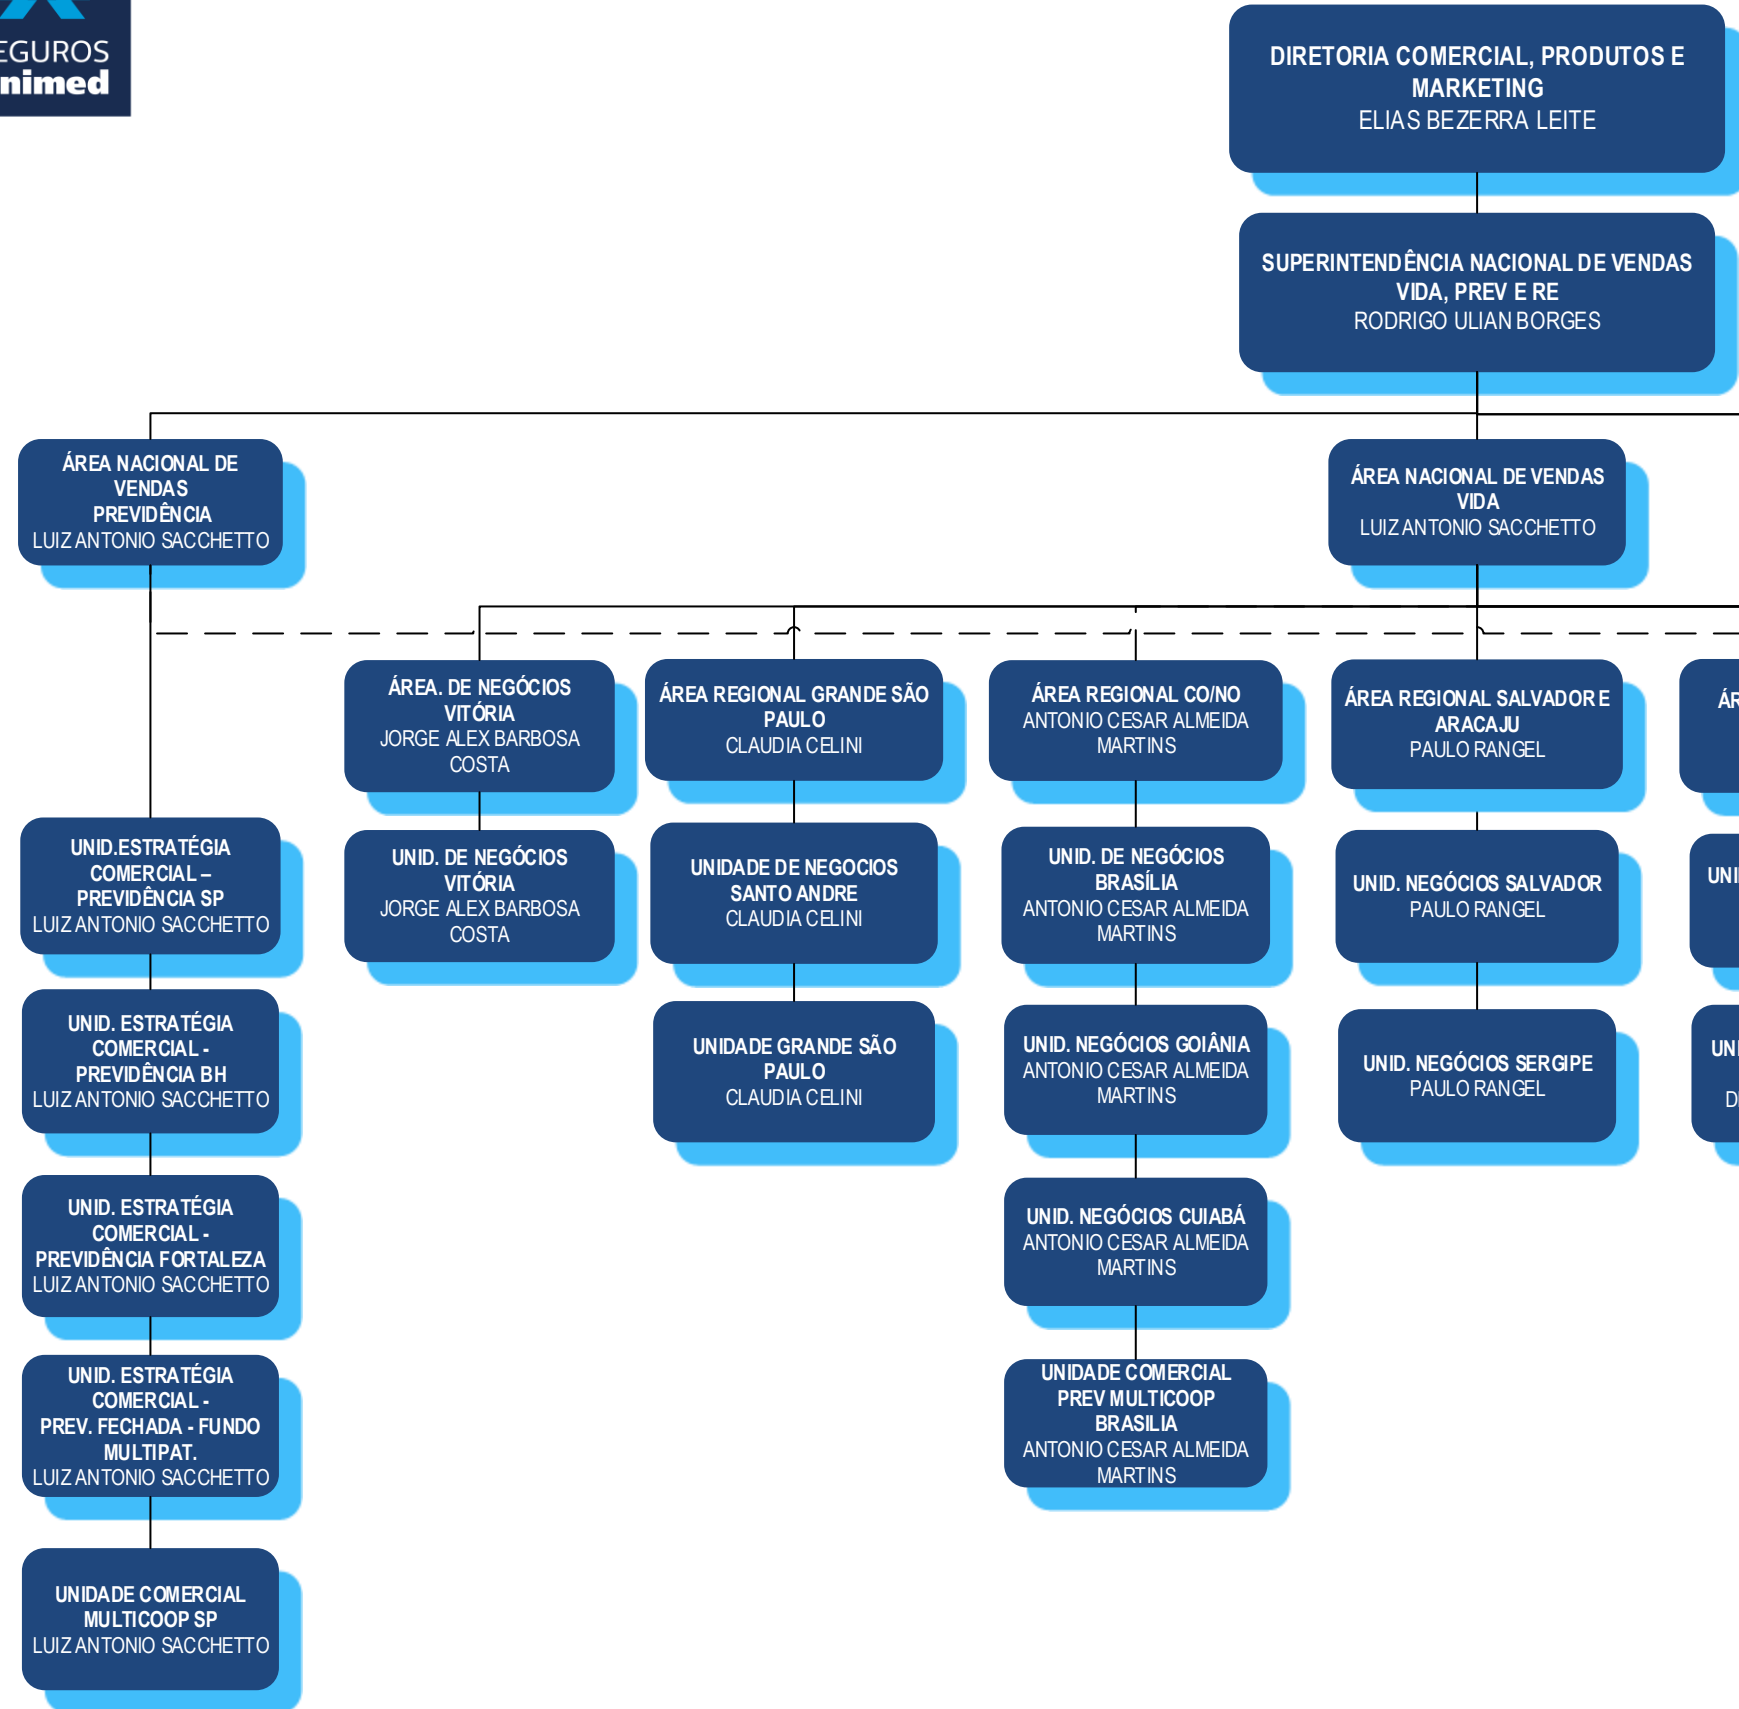 nimed
DIRETORIA COMERCIAL, PRODUTOS E
MARKETING
ELIAS BEZERRA LEITE
SUPERINTENDÊNCIA NACIONAL DE VENDAS
VIDA, PREV E RE
RODRIGO ULIAN BORGES
ÁREA NACIONAL DE
VENDAS
PREVIDÊNCIA
LUIZ ANTONIO SACCHETTO
ÁREA NACIONAL DE VENDAS
VIDA
LUIZ ANTONIO SACCHETTO
ÁREA. DE NEGÓCIOS
VITÓRIA
JORGE ALEX BARBOSA
COSTA
ÁREA REGIONAL GRANDE SÃO
PAULO
CLAUDIA CELINI
ÁREA REGIONAL CO/NO
ANTONIO CESAR ALMEIDA
MARTINS
ÁREA REGIONAL SALVADOR E
ARACAJU
PAULO RANGEL
UNID.ESTRATÉGIA
COMERCIAL –
PREVIDÊNCIA SP
LUIZ ANTONIO SACCHETTO
UNID. DE NEGÓCIOS
VITÓRIA
JORGE ALEX BARBOSA
COSTA
UNIDADE DE NEGOCIOS
SANTO ANDRE
CLAUDIA CELINI
UNID. DE NEGÓCIOS
BRASÍLIA
ANTONIO CESAR ALMEIDA
MARTINS
UNID. NEGÓCIOS SALVADOR
PAULO RANGEL
UNID. ESTRATÉGIA
COMERCIAL -
PREVIDÊNCIA BH
LUIZ ANTONIO SACCHETTO
UNIDADE GRANDE SÃO
PAULO
CLAUDIA CELINI
UNID. NEGÓCIOS GOIÂNIA
ANTONIO CESAR ALMEIDA
MARTINS
UNID. NEGÓCIOS SERGIPE
PAULO RANGEL
UNID. ESTRATÉGIA
COMERCIAL -
PREVIDÊNCIA FORTALEZA
LUIZ ANTONIO SACCHETTO
UNID. NEGÓCIOS CUIABÁ
ANTONIO CESAR ALMEIDA
MARTINS
UNID. ESTRATÉGIA
COMERCIAL -
PREV. FECHADA - FUNDO
MULTIPAT.
LUIZ ANTONIO SACCHETTO
UNIDADE COMERCIAL
PREV MULTICOOP
BRASILIA
ANTONIO CESAR ALMEIDA
MARTINS
UNIDADE COMERCIAL
MULTICOOP SP
LUIZ ANTONIO SACCHETTO